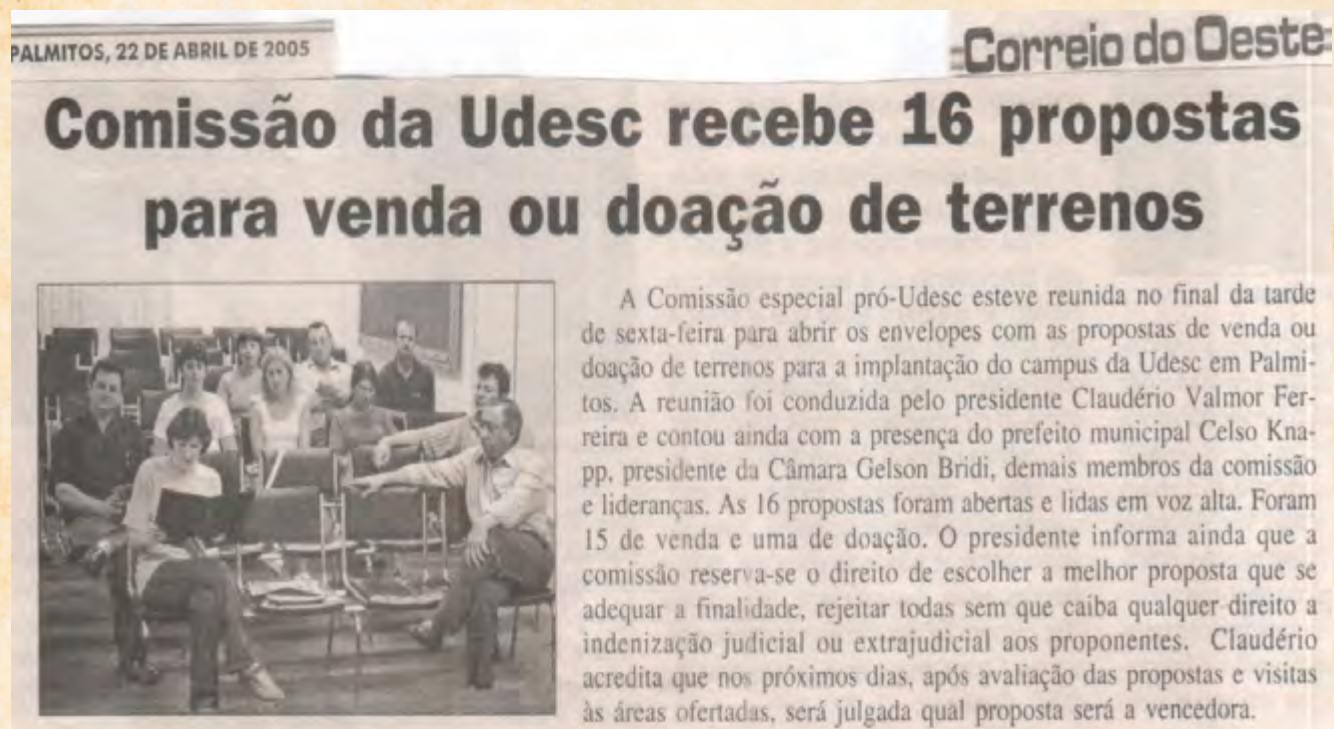 PALMITOS, 22 DE ABRIL DE 2005
Correio do Oeste
Comissão da Udesc recebe 16 propostas
para venda ou doação de terrenos
A Comissão especial pró-Udesc esteve reunida no final da tarde
de sexta-feira para abrir os envelopes com as propostas de venda ou
doação de terrenos para a implantação do campus da Udesc em Palmi-
tos. A reunião foi conduzida pelo presidente Claudério Valmor Fer-
reira e contou ainda com a presença do prefeito municipal Celso Kna-
pp, presidente da Câmara Gelson Bridi, demais membros da comissão
e lideranças. As 16 propostas foram abertas e lidas em voz alta. Foram
15 de venda e uma de doação. O presidente informa ainda que a
comissão reserva-se o direito de escolher a melhor proposta que se
adequar a finalidade, rejeitar todas sem que caiba qualquer direito a
indenização judicial ou extrajudicial aos proponentes. Claudério
acredita que nos próximos dias, após avaliação das propostas e visitas
às áreas ofertadas, será julgada qual proposta será a vencedora.